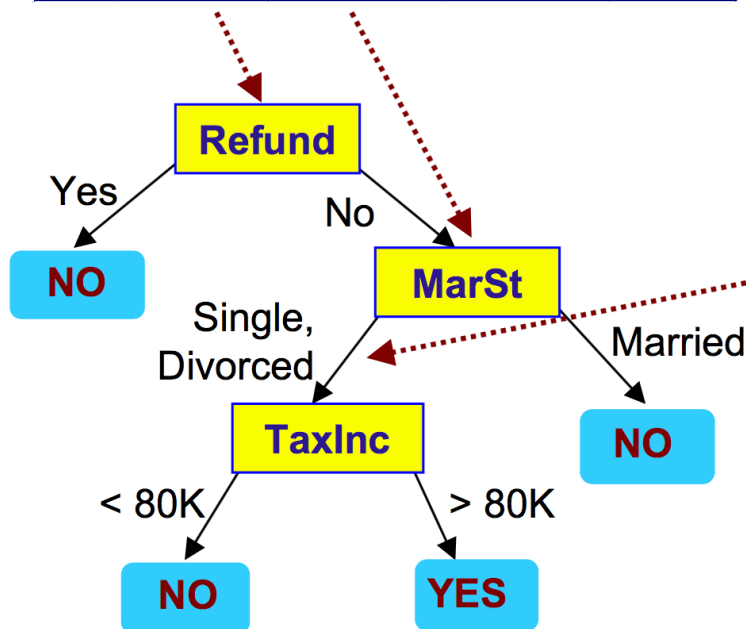 Refund
Yes
No
NO
MarSt
Single,
Divorced
Married
TaxInc
NO
< 80K
> 80K
NO
YES